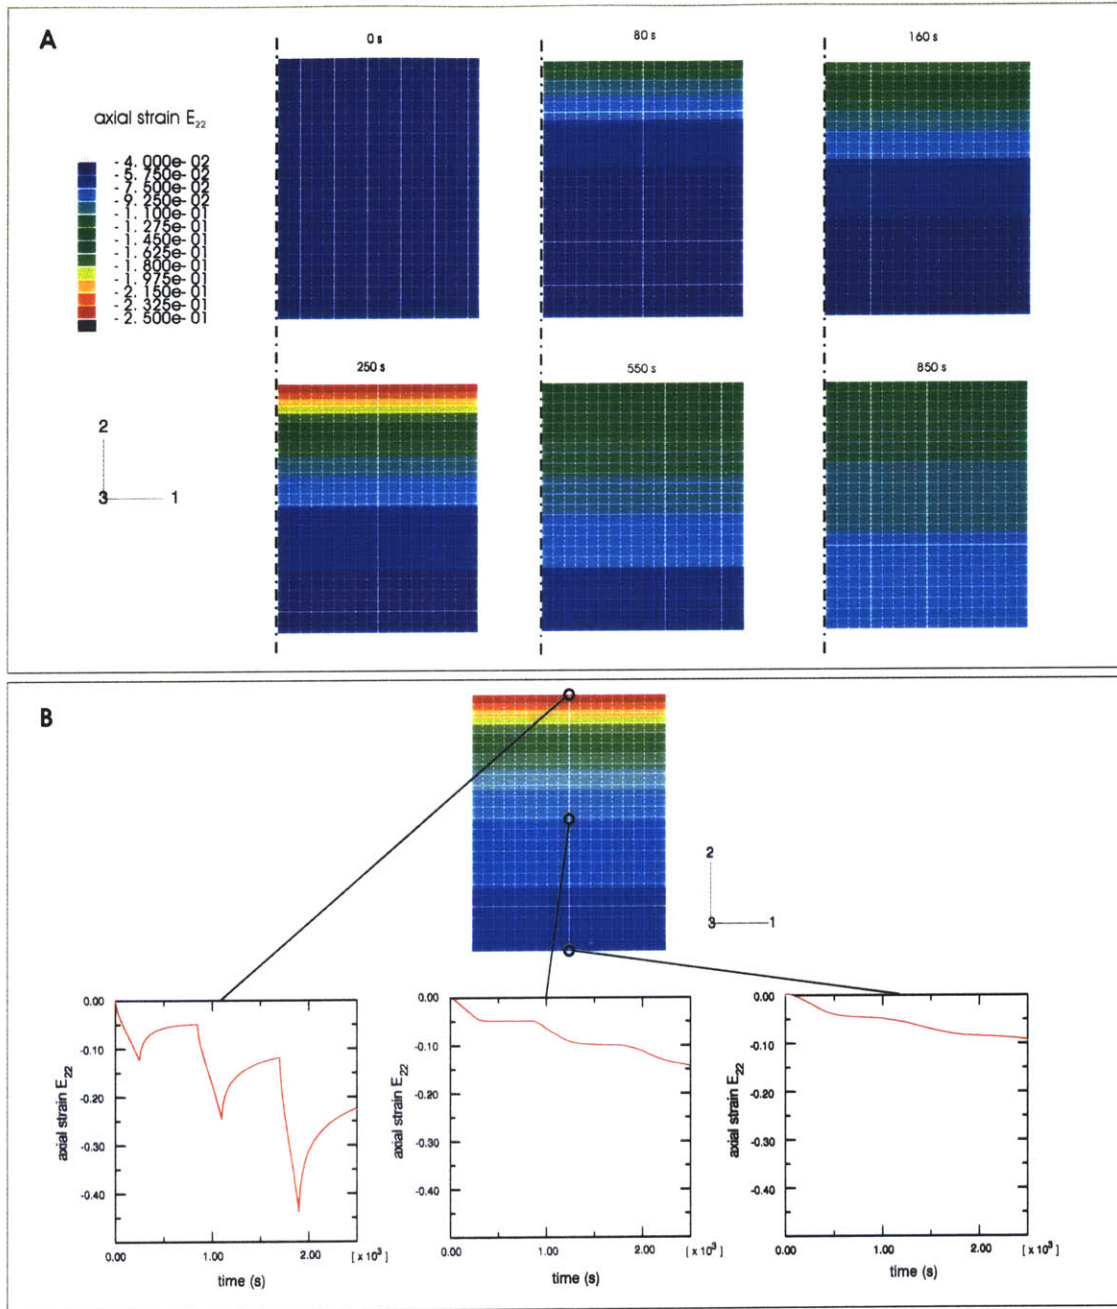 A
0 s
80 s
160 s
axial strain E22
- 4. 000e- 02
- 5. 750e- 02
- 7. 500e- 02
- 9. 250e- 02
- 1. 100e- 01
- 1. 275e- 01
- 1. 450e- 01
- 1. 625e- 01
- 1. 800e- 01
- 1. 975e- 01
- 2. 150e- 01
- 2. 325e- 01
- 2. 500e- 01
250 s
550 s
850 s
2
3 1
B
2
3 1
0.00
-0.10
-0.20
-0.30
-0.40
axial strain E22
0.00 1.00 2.00 [ x 10³]
time (s)
0.00
-0.10
-0.20
-0.30
-0.40
axial strain E22
0.00 1.00 2.00 [ x 10³]
time (s)
0.00
-0.10
-0.20
-0.30
-0.40
axial strain E22
0.00 1.00 2.00 [ x 10³]
time (s)